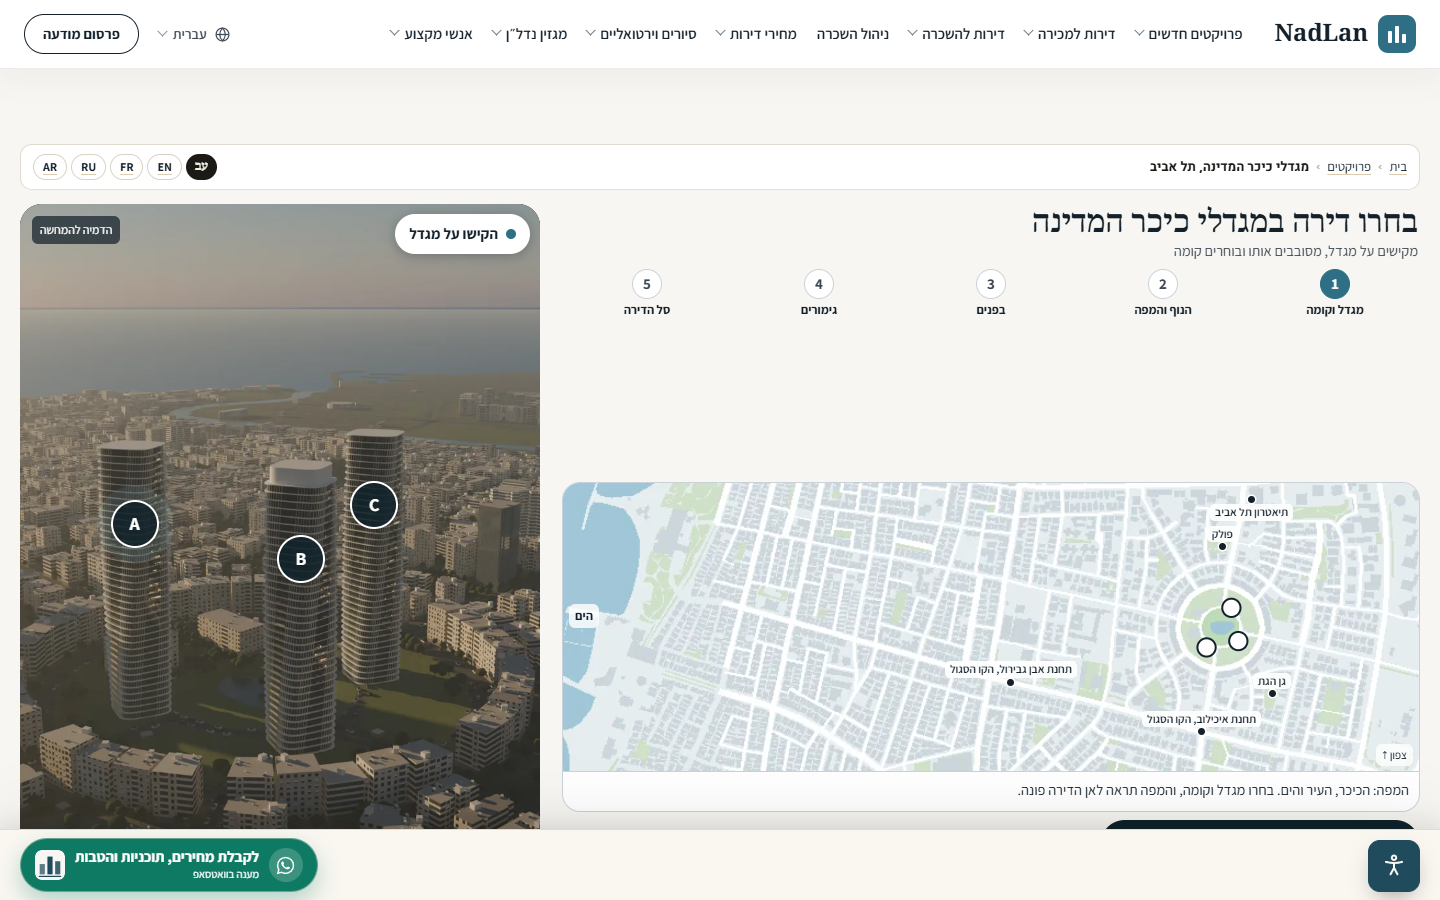 NadLan
פרויקטים חדשים
דירות למכירה
דירות להשכרה
ניהול השכרה
מחירי דירות
סיורים וירטואליים
מגזין נדל״ן
אנשי מקצוע
עברית
פרסום מודעה
בית › פרויקטים › מגדלי כיכר המדינה, תל אביב
עב
EN
FR
RU
AR
בחרו דירה במגדלי כיכר המדינה
מקישים על מגדל, מסובבים אותו ובוחרים קומה
1
מגדל וקומה
2
הנוף והמפה
3
בפנים
4
גימורים
5
סל הדירה
הקישו על מגדל
הדמיה להמחשה
A
B
C
תיאטרון תל אביב
פולק
הים
תחנת אבן גבירול, הקו הסגול
גן הגת
תחנת איכילוב, הקו הסגול
צפון ↑
המפה: הכיכר, העיר והים. בחרו מגדל וקומה, והמפה תראה לאן הדירה פונה.
לקבלת מחירים, תוכניות והטבות
מענה בוואטסאפ